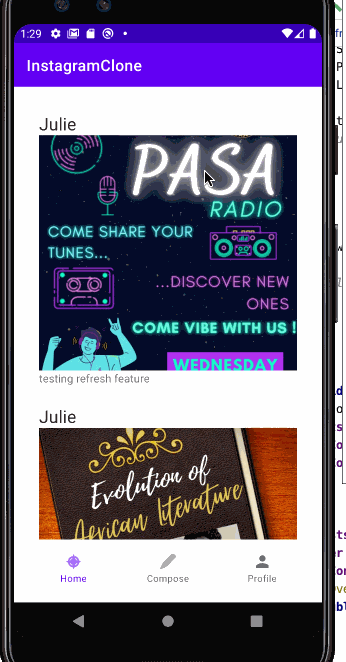 1:29
InstagramClone
Julie
PASA
RADIO
COME SHARE YOUR
TUNES...
...DISCOVER NEW
ONES
COME VIBE WITH US !
WEDNESDAY
testing refresh feature
Julie
Evolution of
African literature
Home
Compose
Profile